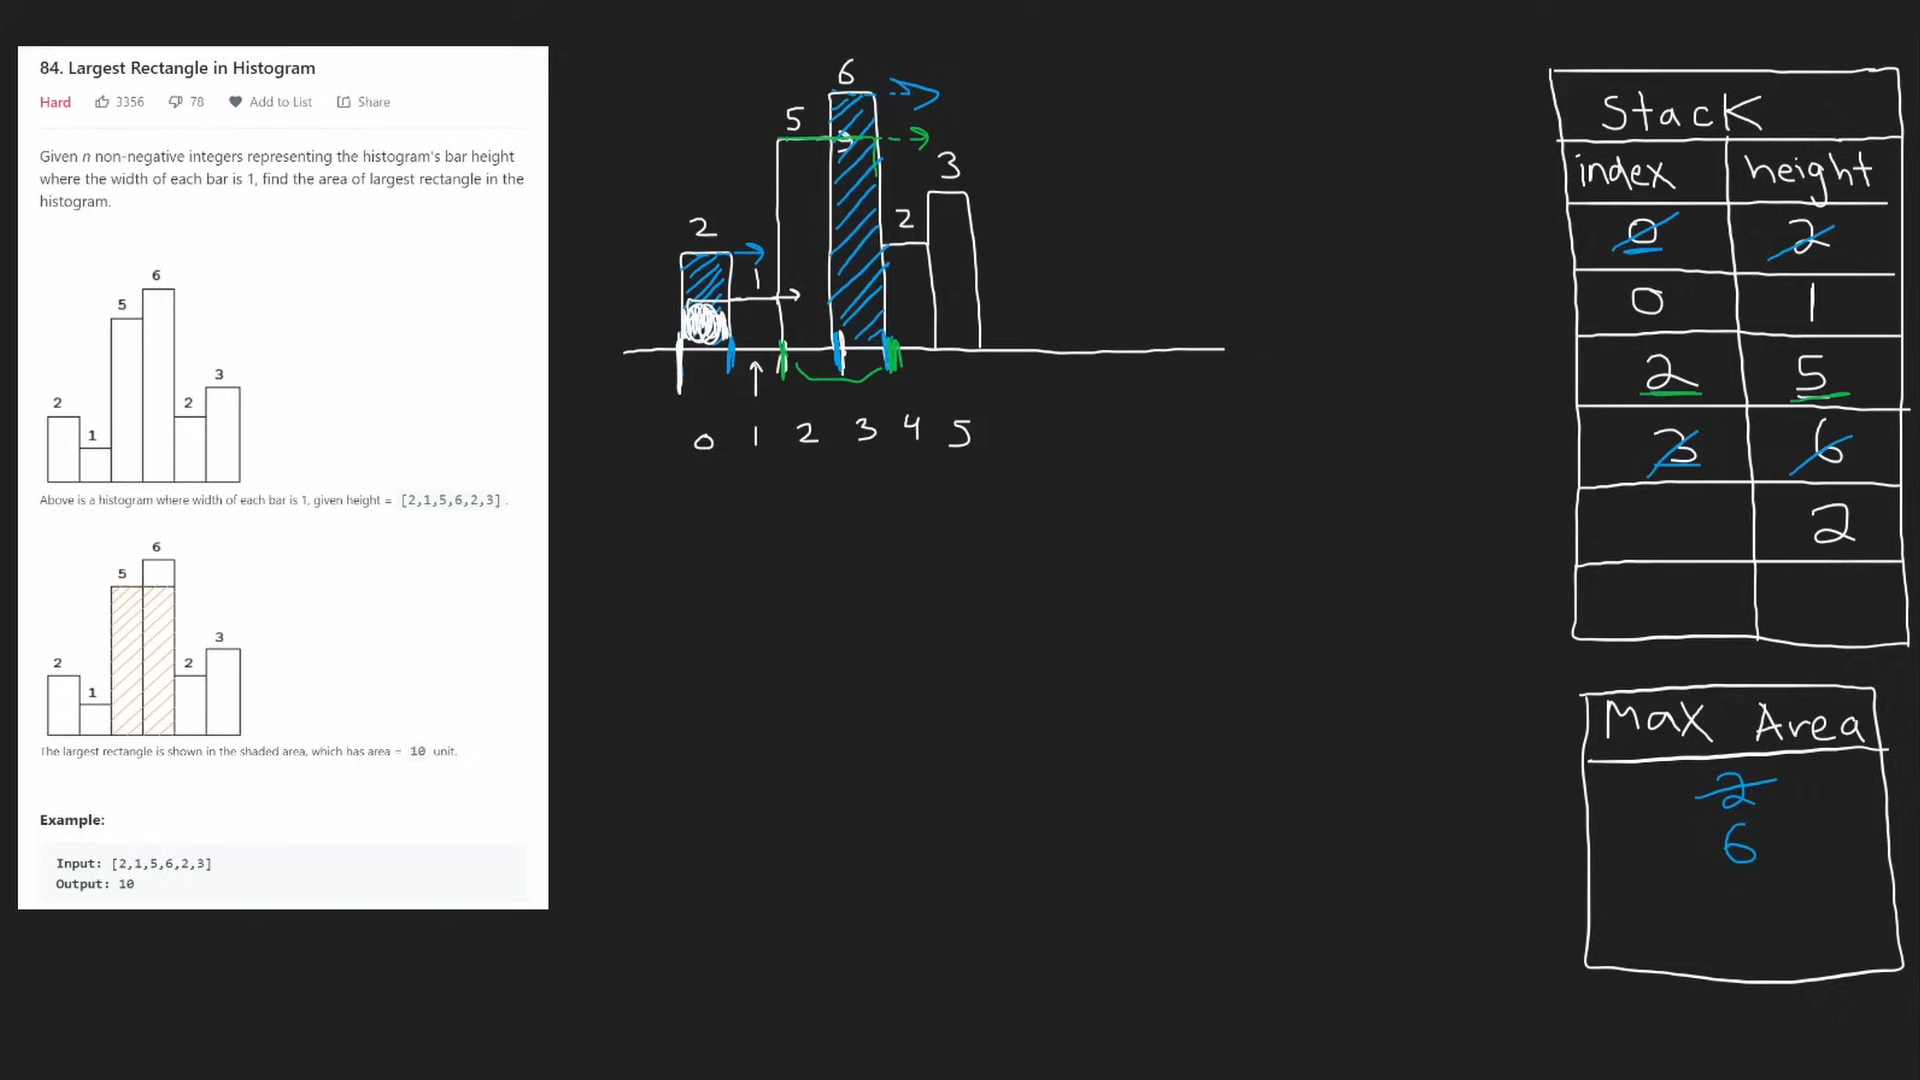 84. Largest Rectangle in Histogram
Hard 3356 78 Add to List Share
Given n non-negative integers representing the histogram's bar height
where the width of each bar is 1, find the area of largest rectangle in the
histogram.
6
5
3
2
2
1
Above is a histogram where width of each bar is 1, given height = [2,1,5,6,2,3] .
6
5
3
2
2
1
The largest rectangle is shown in the shaded area, which has area = 10 unit.
Example:
Input: [2,1,5,6,2,3]
Output: 10
6
5
5
3
2
2
1
0 1 2 3 4 5
Stack
index height
0 2
0 1
2 5
3 6
2
Max Area
2
6